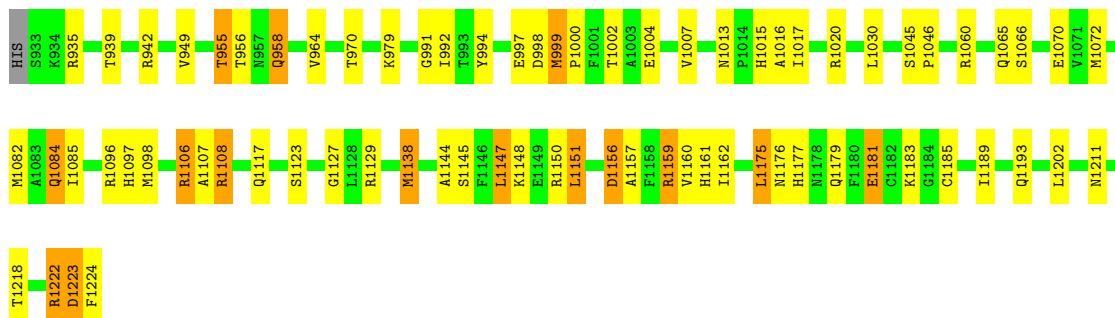 HIS S933 K934 R935 T939 R942 V949 T955 T956 N957 Q958 V964 T970 K979 G991 I992 T993 Y994 E997 D998 M999 P1000 F1001 T1002 A1003 E1004 V1007 N1013 P1014 H1015 A1016 I1017 R1020 L1030 S1045 P1046 R1060 Q1065 S1066 E1070 V1071 M1072
M1082 A1083 Q1084 I1085 R1096 H1097 M1098 R1106 A1107 R1108 Q1117 S1123 G1127 L1128 R1129 M1138 A1144 S1145 F1146 L1147 K1148 E1149 R1150 L1151 D1156 A1157 F1158 R1159 V1160 H1161 I1162 L1175 N1176 H1177 N1178 Q1179 F1180 E1181 C1182 K1183 G1184 C1185 I1189 Q1193 L1202 N1211
T1218 R1222 D1223 F1224